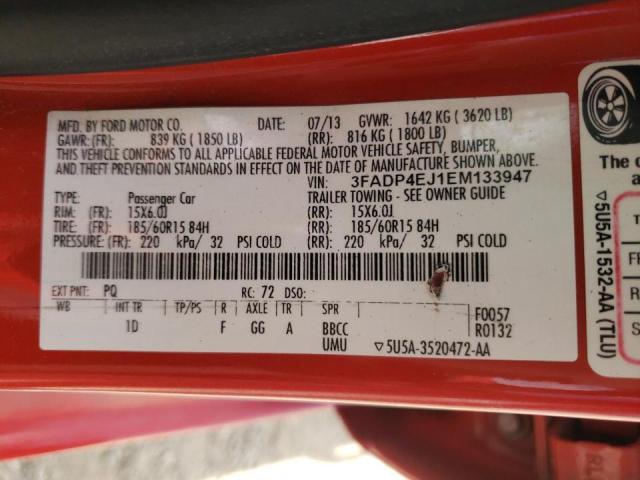 MFD. BY FORD MOTOR CO. DATE: 07/13 GVWR: 1642 KG ( 3620 LB)
GAWR: (FR): 839 KG ( 1850 LB) (RR): 816 KG ( 1800 LB)
THIS VEHICLE CONFORMS TO ALL APPLICABLE FEDERAL MOTOR VEHICLE SAFETY, BUMPER,
AND THEFT PREVENTION STANDARDS IN EFFECT ON THE DATE OF MANUFACTURE SHOWN ABOVE.
VIN: 3FADP4EJ1EM133947
TYPE: Passenger Car TRAILER TOWING - SEE OWNER GUIDE
RIM: (FR): 15X6.0J (RR): 15X6.0J
TIRE: (FR): 185/60R15 84H (RR): 185/60R15 84H
PRESSURE: (FR): 220 kPa/ 32 PSI COLD (RR): 220 kPa/ 32 PSI COLD
EXT PNT: PQ RC: 72 DSO:
WB INT TR TP/PS R AXLE TR SPR F0057
1D F GG A BBCC R0132
UMU ▽5U5A-3520472-AA
The c
of
▽5U5A-1532-AA (TLU)